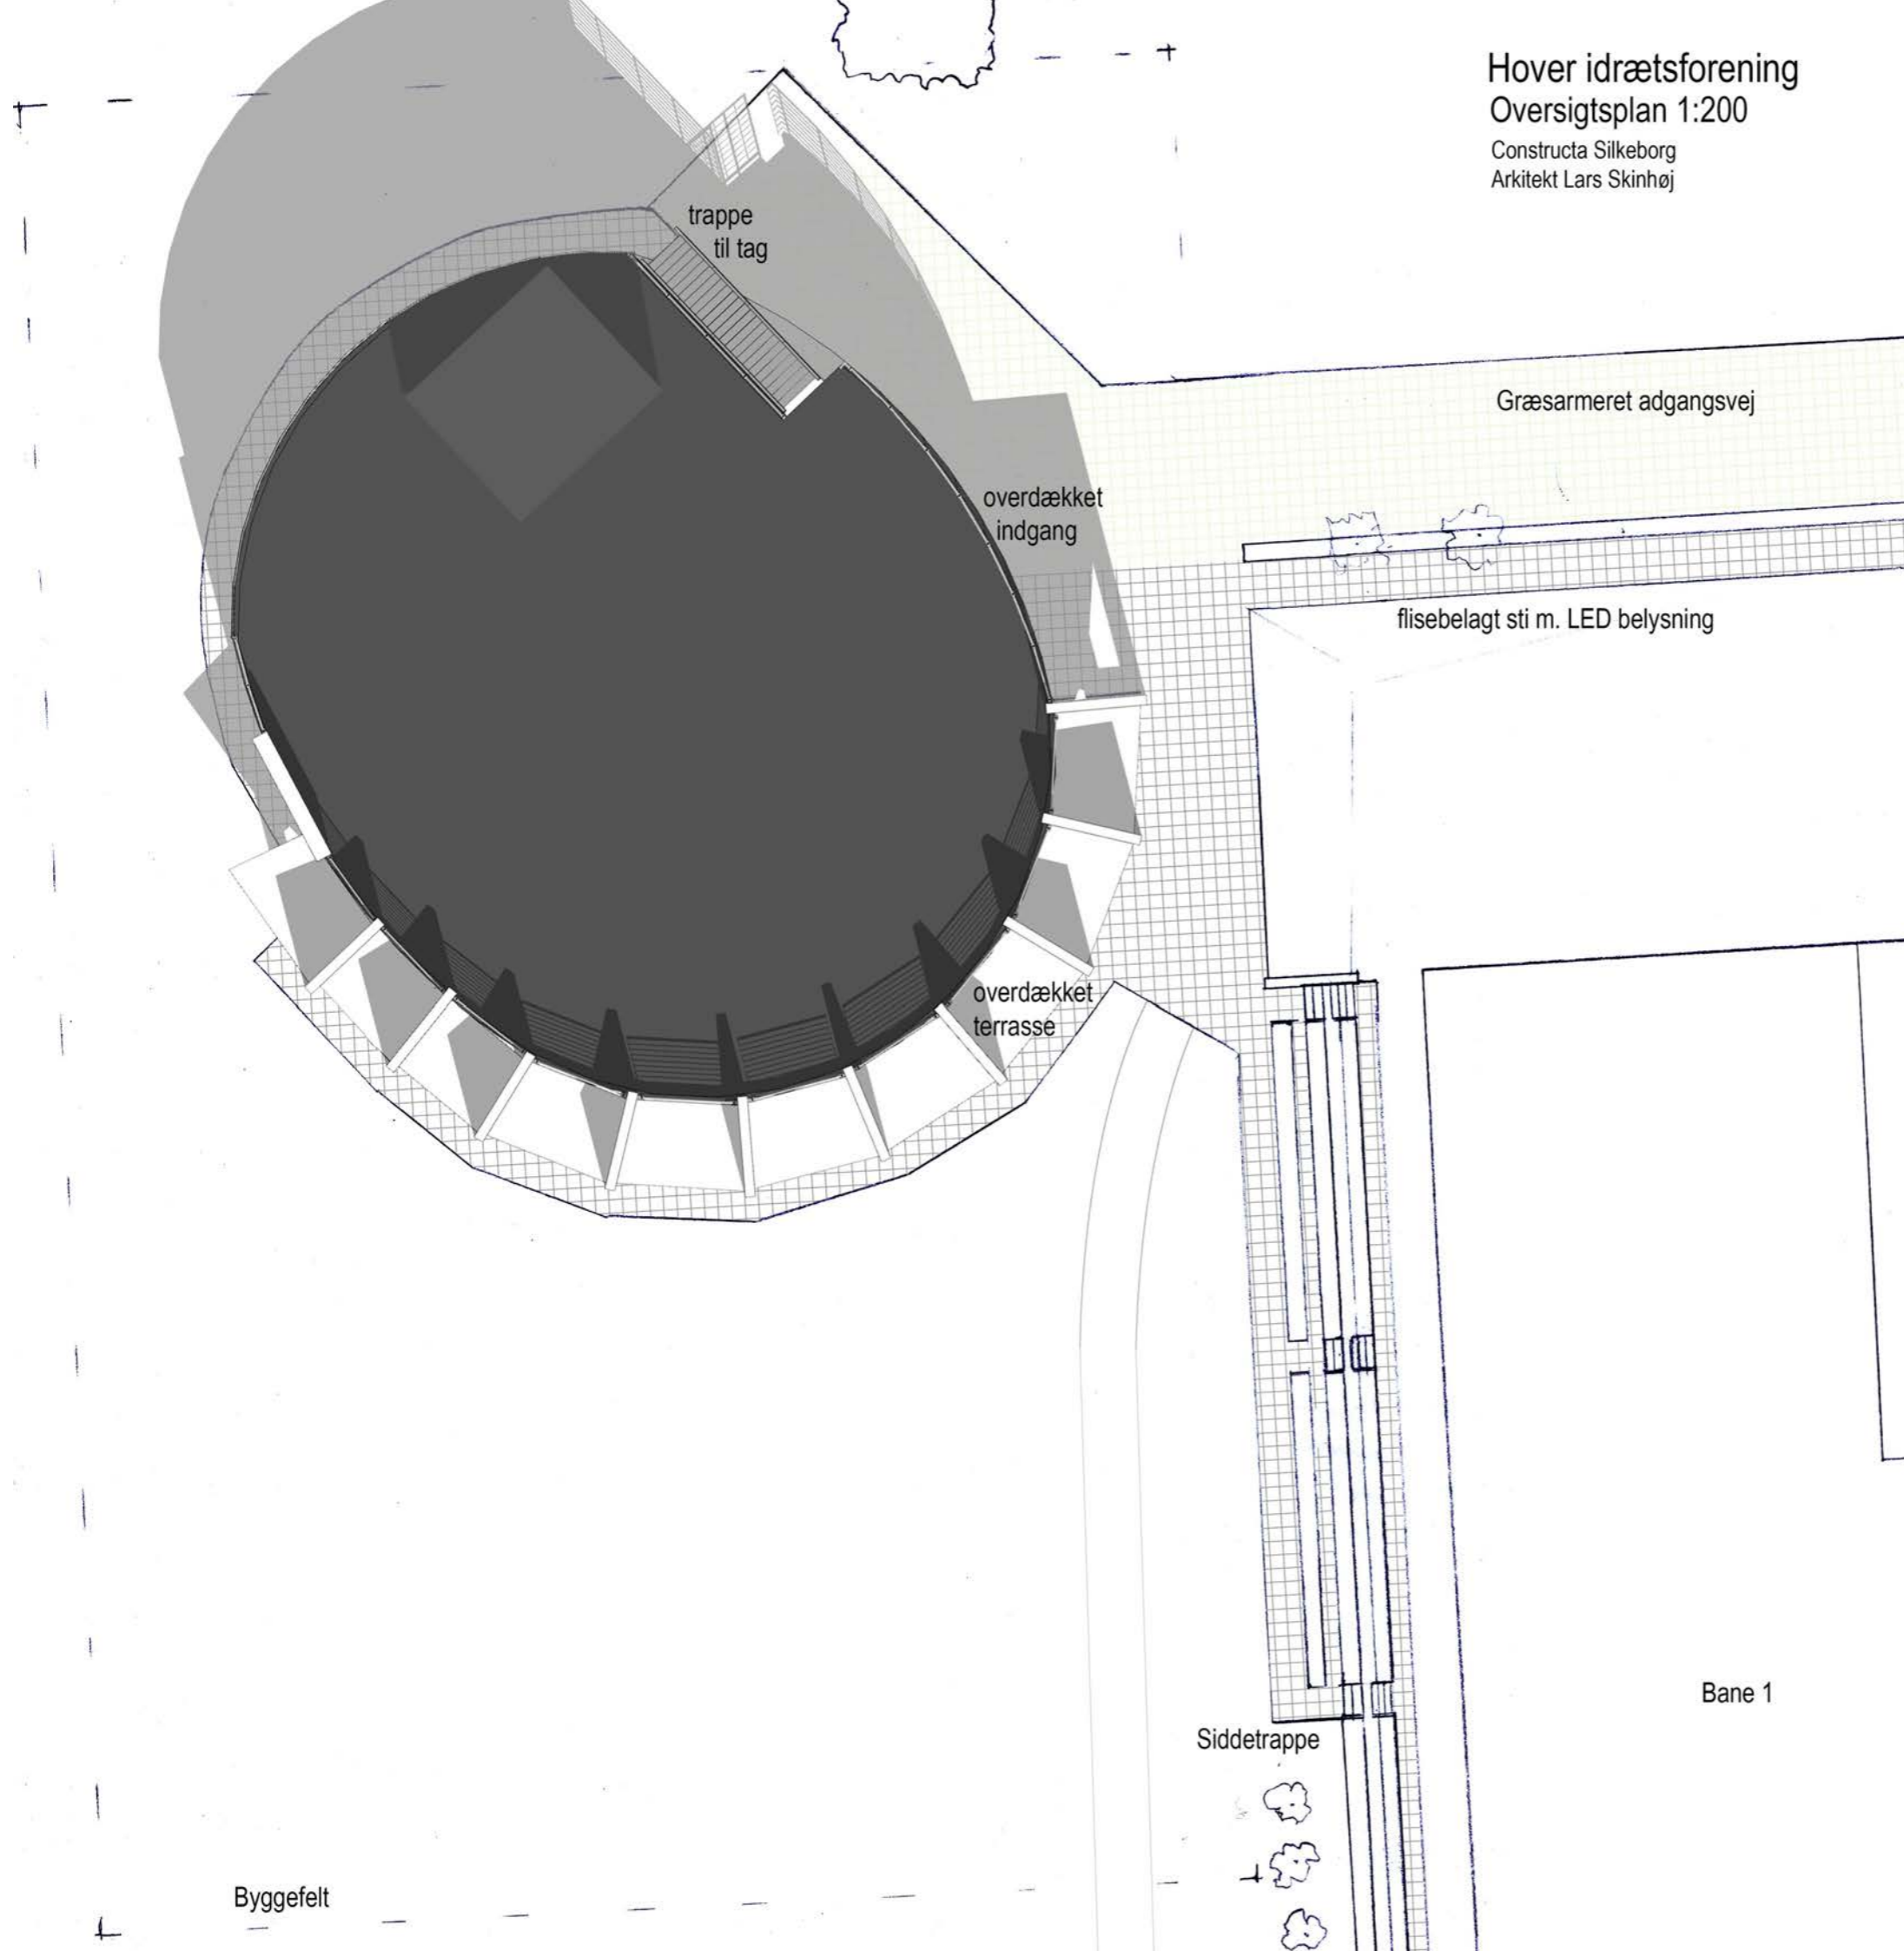 Hover idrætsforening
Oversigtsplan 1:200
Constructa Silkeborg
Arkitekt Lars Skinhøj
trappe
til tag
Græsarmeret adgangsvej
overdækket
indgang
flisebelagt sti m. LED belysning
overdækket
terrasse
Bane 1
Siddetrappe
Byggefelt